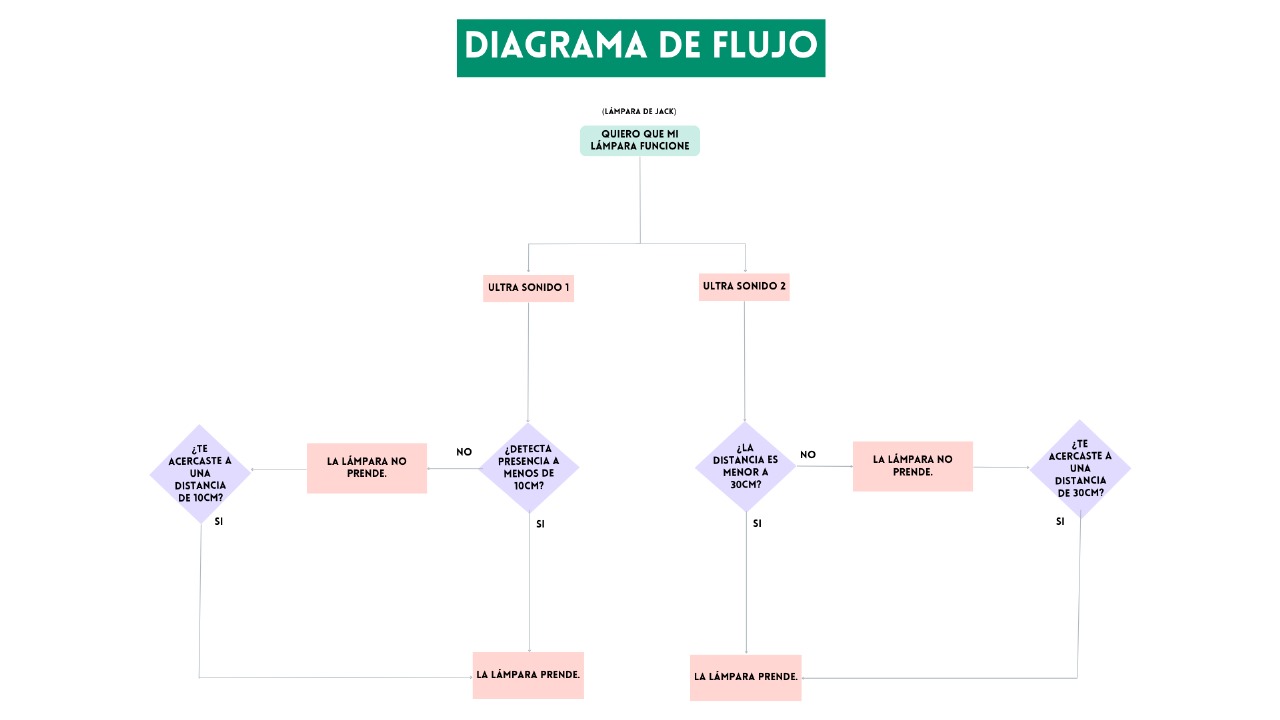 DIAGRAMA DE FLUJO
(LÁMPARA DE JACK)
QUIERO QUE MI
LÁMPARA FUNCIONE
ULTRA SONIDO 1
ULTRA SONIDO 2
¿TE
ACERCASTE A
UNA
DISTANCIA
DE 10CM?
SI
LA LÁMPARA NO
PRENDE.
NO
¿DETECTA
PRESENCIA A
MENOS DE
10CM?
SI
¿LA
DISTANCIA ES
MENOR A
30CM?
SI
NO
LA LÁMPARA NO
PRENDE.
¿TE
ACERCASTE A
UNA
DISTANCIA
DE 30CM?
SI
LA LÁMPARA PRENDE.
LA LÁMPARA PRENDE.